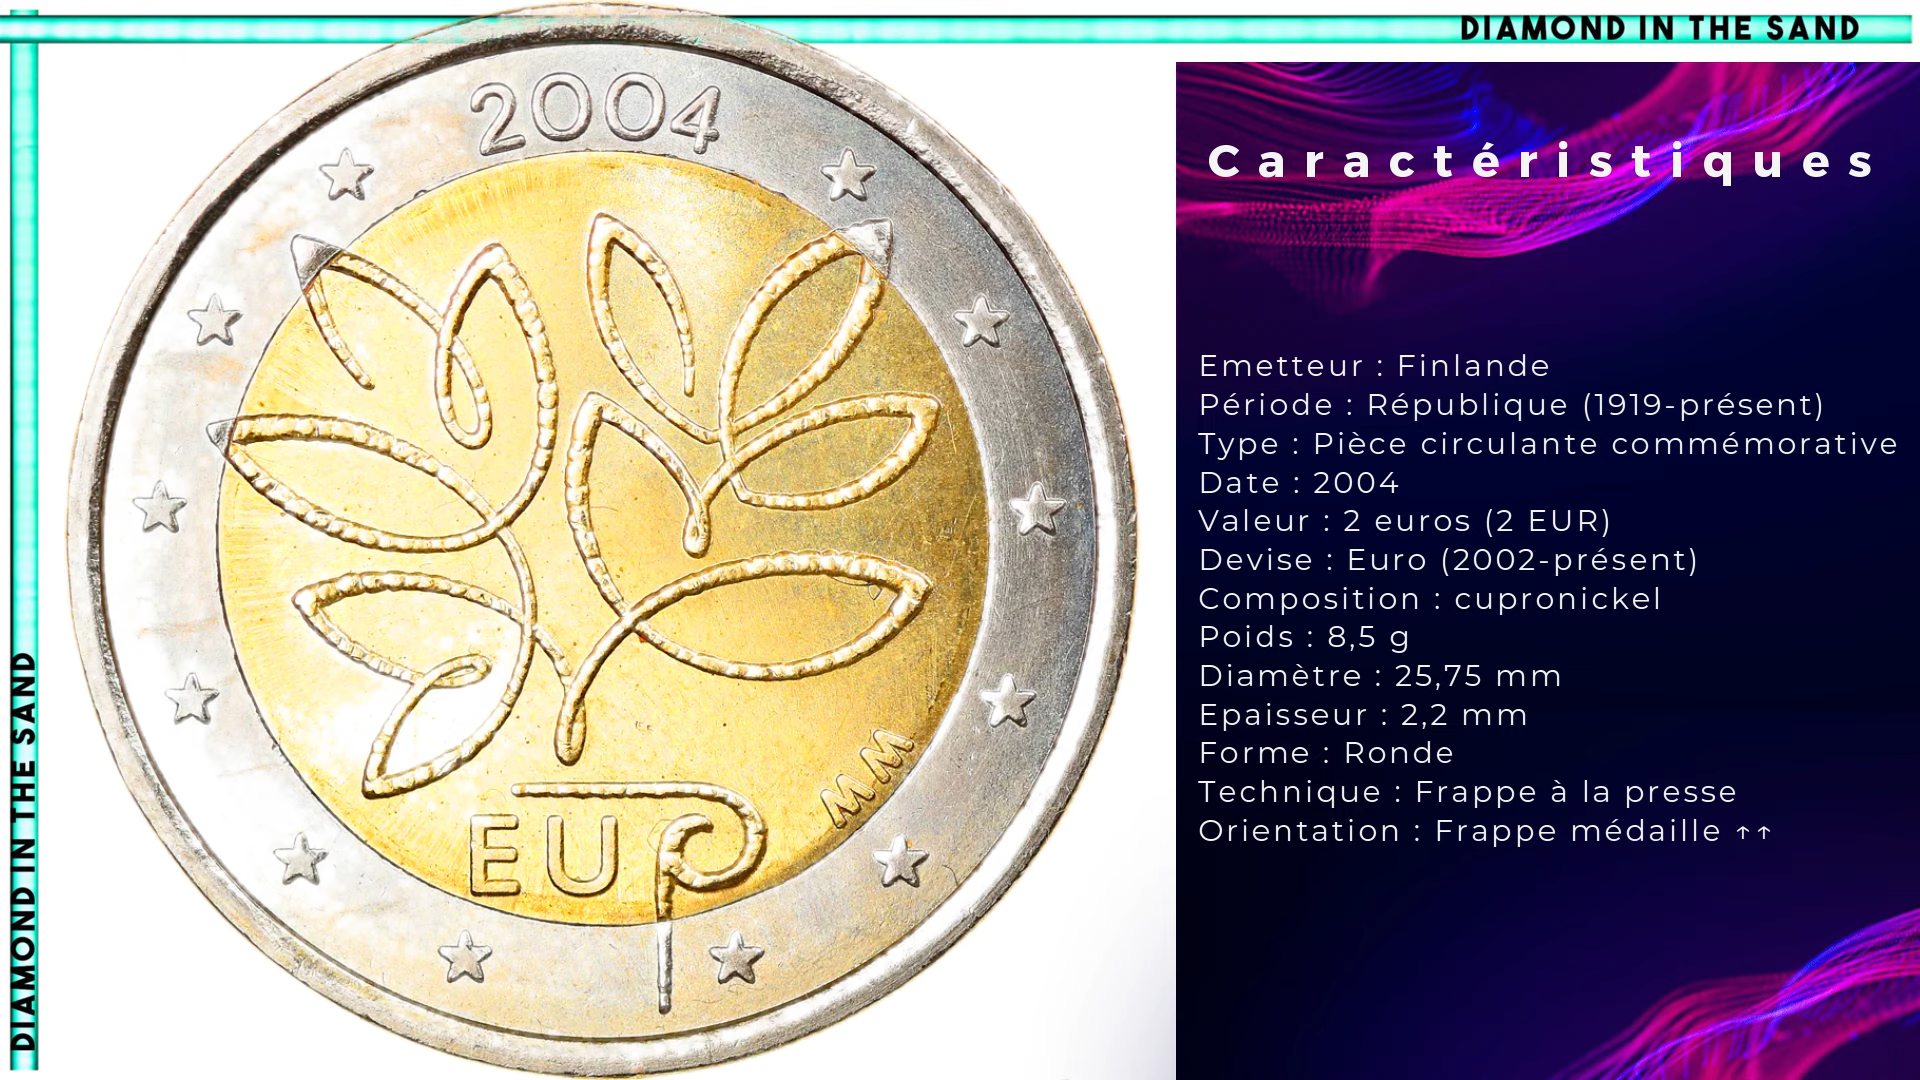 DIAMOND IN THE SAND
2004
MM
EUp
DIAMOND IN THE SAND
Caractéristiques
Emetteur : Finlande
Période : République (1919-présent)
Type : Pièce circulante commémorative
Date : 2004
Valeur : 2 euros (2 EUR)
Devise : Euro (2002-présent)
Composition : cupronickel
Poids : 8,5 g
Diamètre : 25,75 mm
Epaisseur : 2,2 mm
Forme : Ronde
Technique : Frappe à la presse
Orientation : Frappe médaille ↑↑